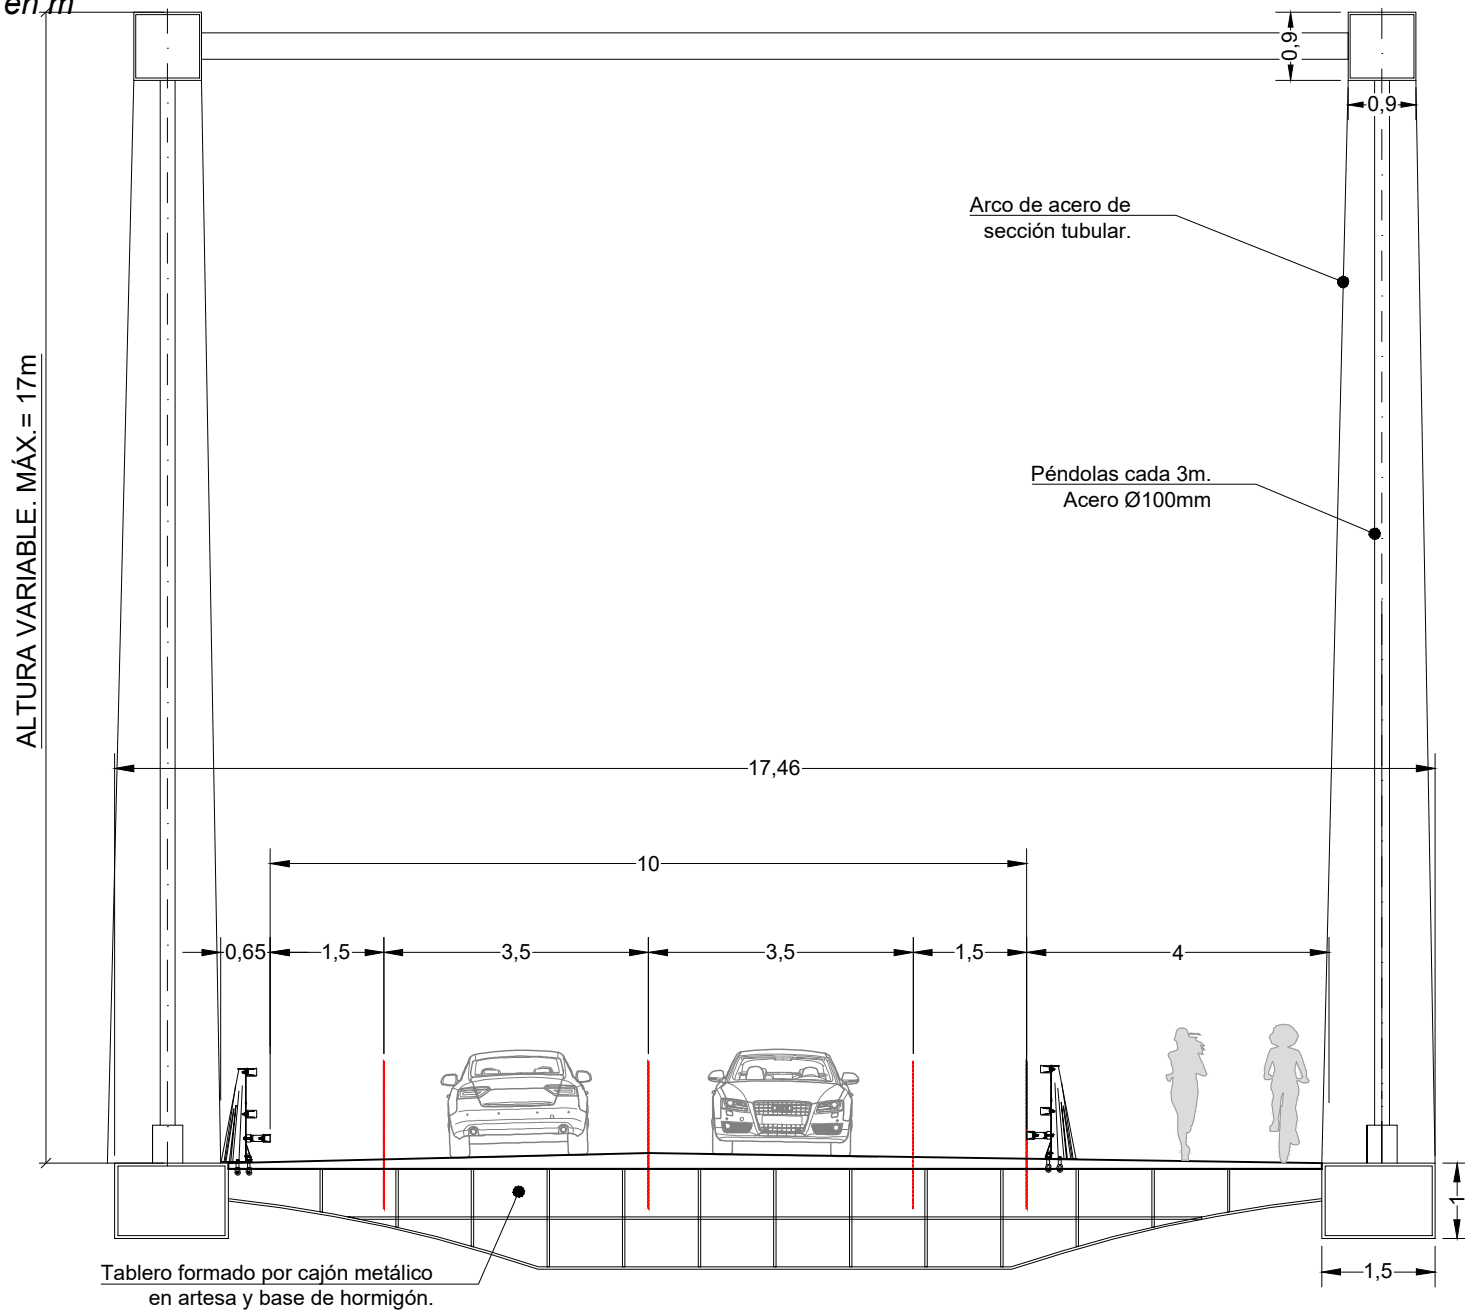 en m
0,9
0,9
Arco de acero de
sección tubular.
ALTURA VARIABLE. MÁX.= 17m
Péndolas cada 3m.
Acero Ø100mm
17,46
10
0,65
1,5
3,5
3,5
1,5
4
1
1,5
Tablero formado por cajón metálico
en artesa y base de hormigón.